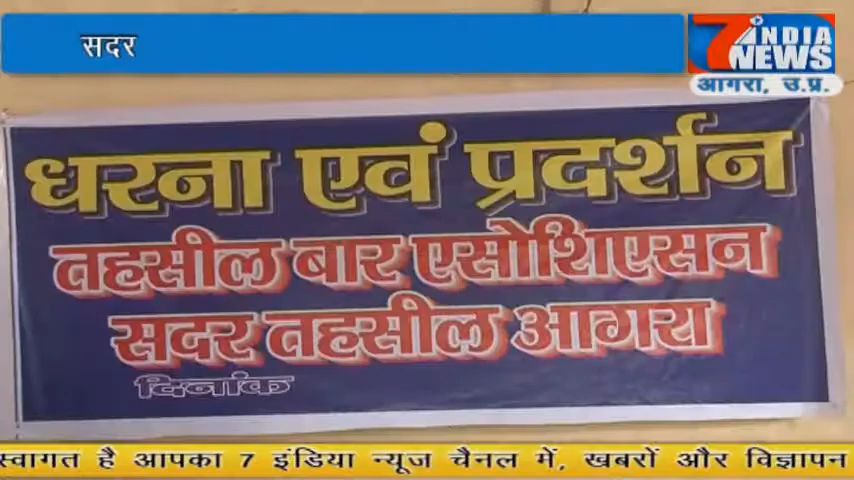 सदर
7 INDIA NEWS
आगरा, उ.प्र.
धरना एवं प्रदर्शन
तहसील बार एसोशिएसन
सदर तहसील आगरा
दिनांक
स्वागत है आपका 7 इंडिया न्यूज चैनल में, खबरों और विज्ञापन